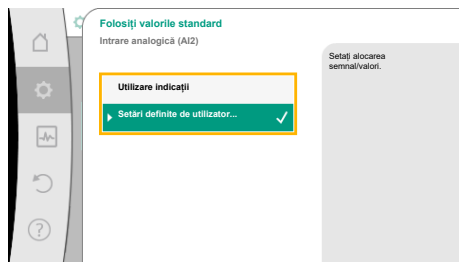 Folosiți valorile standard
Intrare analogică (AI2)
Setați alocarea
semnal/valori.
Utilizare indicații
Setări definite de utilizator...
?